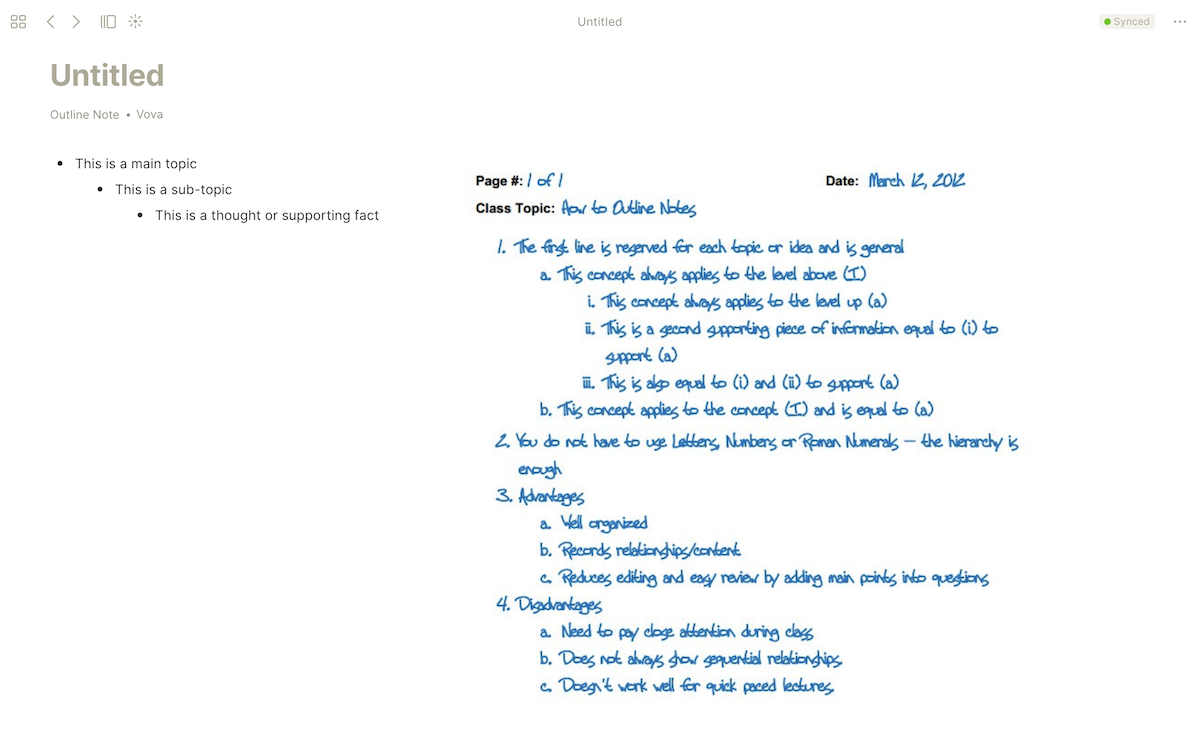 Untitled
Synced
Untitled
Outline Note • Vova
• This is a main topic
• This is a sub-topic
• This is a thought or supporting fact
Page #: 1 of 1
Date: March 12, 2012
Class Topic: How to Outline Notes
1. The first line is reserved for each topic or idea and is general
a. This concept always applies to the level above (I)
i. This concept always applies to the level up (a)
ii. This is a second supporting piece of information equal to (i) to
support (a)
iii. This is also equal to (i) and (ii) to support (a)
b. This concept applies to the concept (I) and is equal to (a)
2. You do not have to use Letters, Numbers or Roman Numerals – the hierarchy is
enough
3. Advantages
a. Well organized
b. Records relationships/content
c. Reduces editing and easy review by adding main points into questions
4. Disadvantages
a. Need to pay close attention during class
b. Does not always show sequential relationships.
c. Doesn't work well for quick paced lectures.